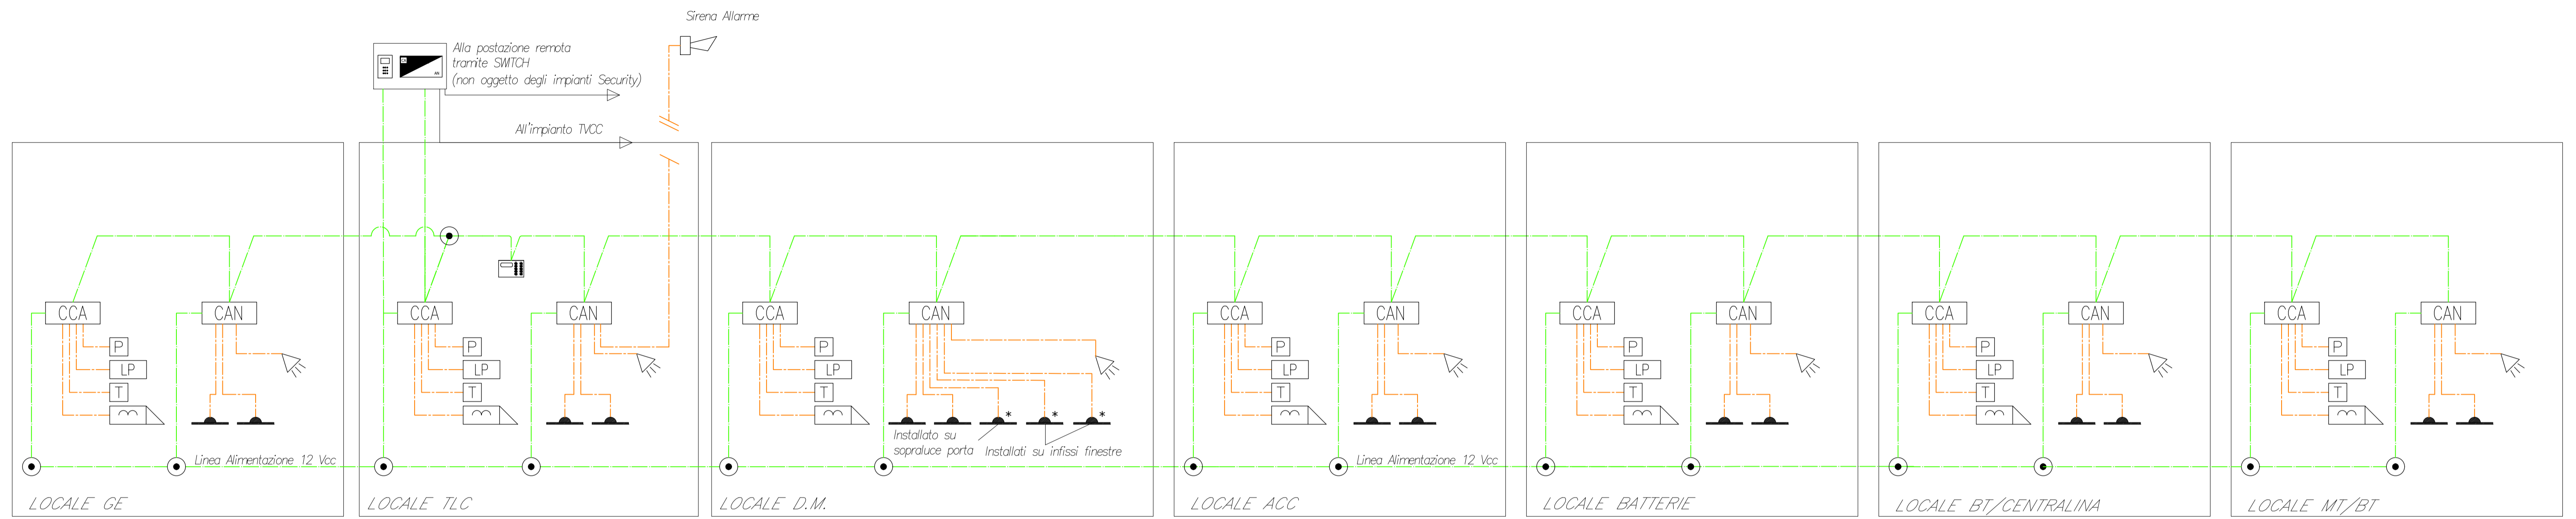 Sirena Allarme
Alla postazione remota
tramite SWITCH
(non oggetto degli impianti Security)
All'impianto TVCC
CCA
CAN
P
LP
T
Linea Alimentazione 12 Vcc
LOCALE GE
CCA
CAN
P
LP
T
LOCALE TLC
CCA
CAN
P
LP
T
*
*
*
Installato su
sopraluce porta
Installati su infissi finestre
LOCALE D.M.
CCA
CAN
P
LP
T
Linea Alimentazione 12 Vcc
LOCALE ACC
CCA
CAN
P
LP
T
LOCALE BATTERIE
CCA
CAN
P
LP
T
LOCALE BT/CENTRALINA
CCA
CAN
P
LP
T
LOCALE MT/BT